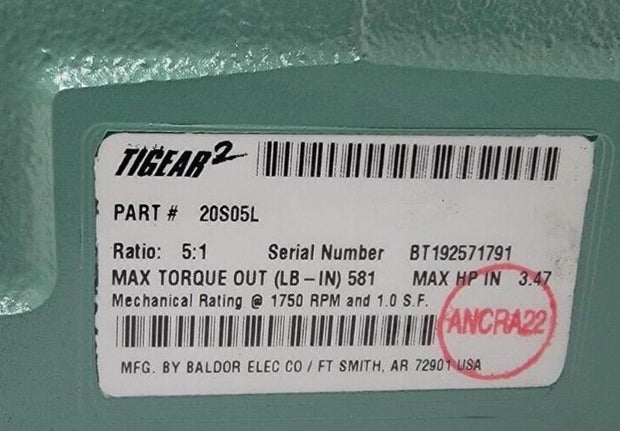 TIGEAR2
PART # 20S05L
Ratio: 5:1 Serial Number BT192571791
MAX TORQUE OUT (LB-IN) 581 MAX HP IN 3.47
Mechanical Rating @ 1750 RPM and 1.0 S.F.
ANCRA22
MFG. BY BALDOR ELEC CO / FT SMITH, AR 72901 USA